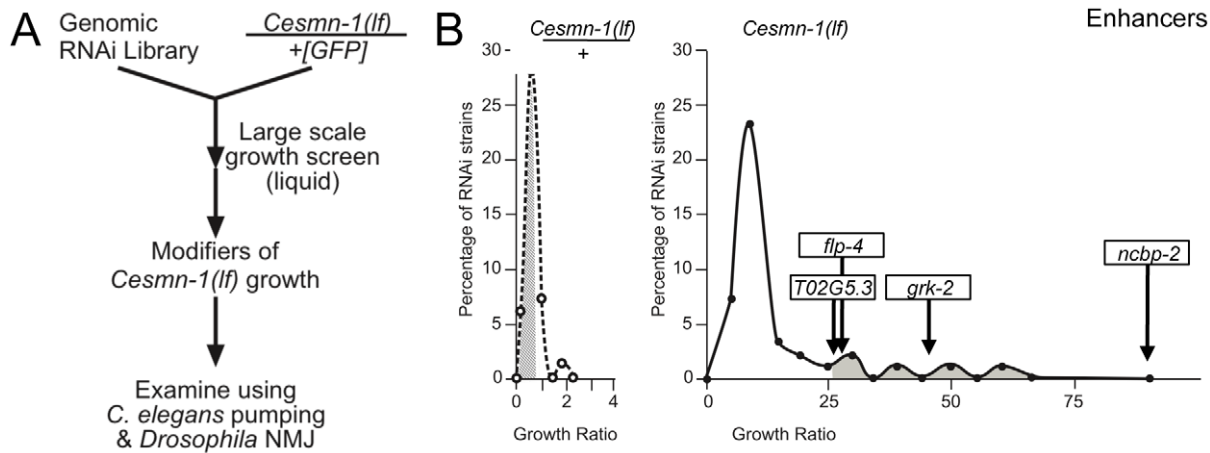 A
Genomic
RNAi Library
Cesmn-1(lf)
+[GFP]
Large scale
growth screen
(liquid)
Modifiers of
Cesmn-1(lf) growth
Examine using
C. elegans pumping
& Drosophila NMJ
B
Cesmn-1(lf)
+
Percentage of RNAi strains
30
25
20
15
10
5
0
0 2 4
Growth Ratio
Cesmn-1(lf)
Enhancers
Percentage of RNAi strains
30
25
20
15
10
5
0
flp-4
T02G5.3
grk-2
ncbp-2
0 25 50 75
Growth Ratio